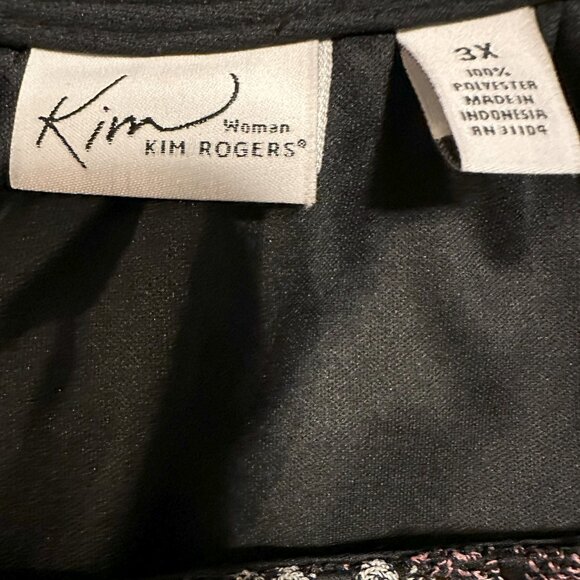 Kim
Woman
KIM ROGERS®
3X
100%
POLYESTER
MADE IN
INDONESIA
RN 31104